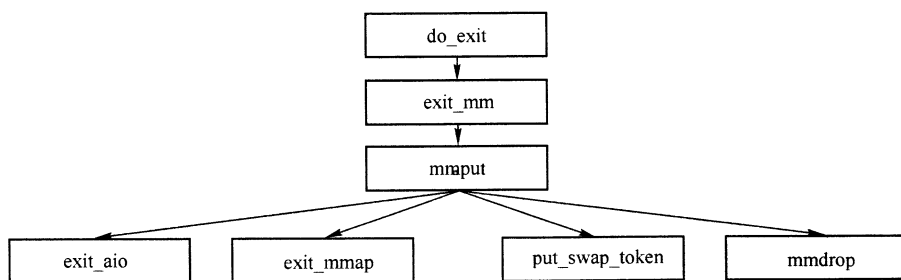 do_exit
exit_mm
mmput
exit_aio
exit_mmap
put_swap_token
mmdrop